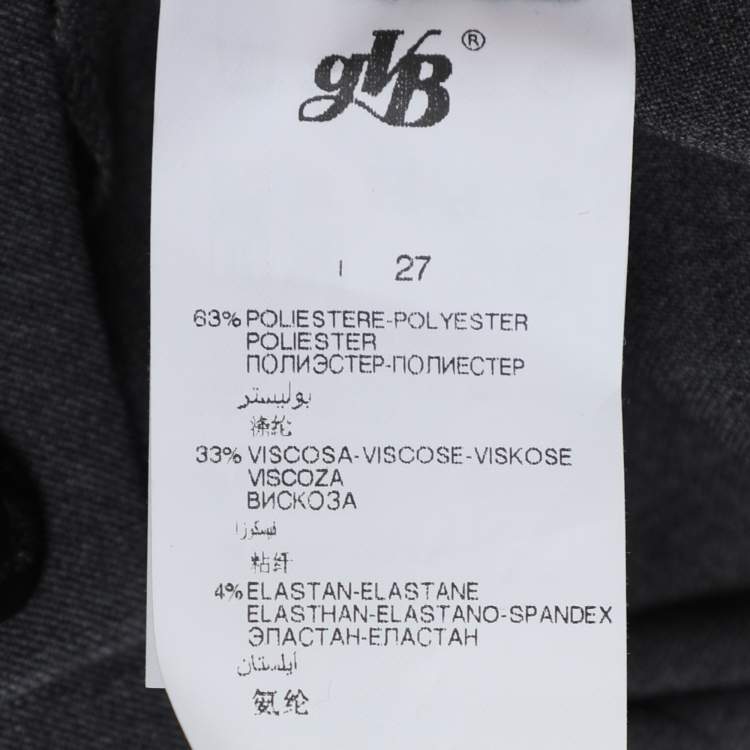 gVB ®
I 27
63% POLIESTERE-POLYESTER
POLIESTER
ПОЛИЭСТЕР-ПОЛИЕСТЕР
بوليستر
涤纶
33% VISCOSA-VISCOSE-VISKOSE
VISCOZA
ВИСКОЗА
فيسكوزا
粘纤
4% ELASTAN-ELASTANE
ELASTHAN-ELASTANO-SPANDEX
ЭЛАСТАН-ЕЛАСТАН
أيلستان
氨纶